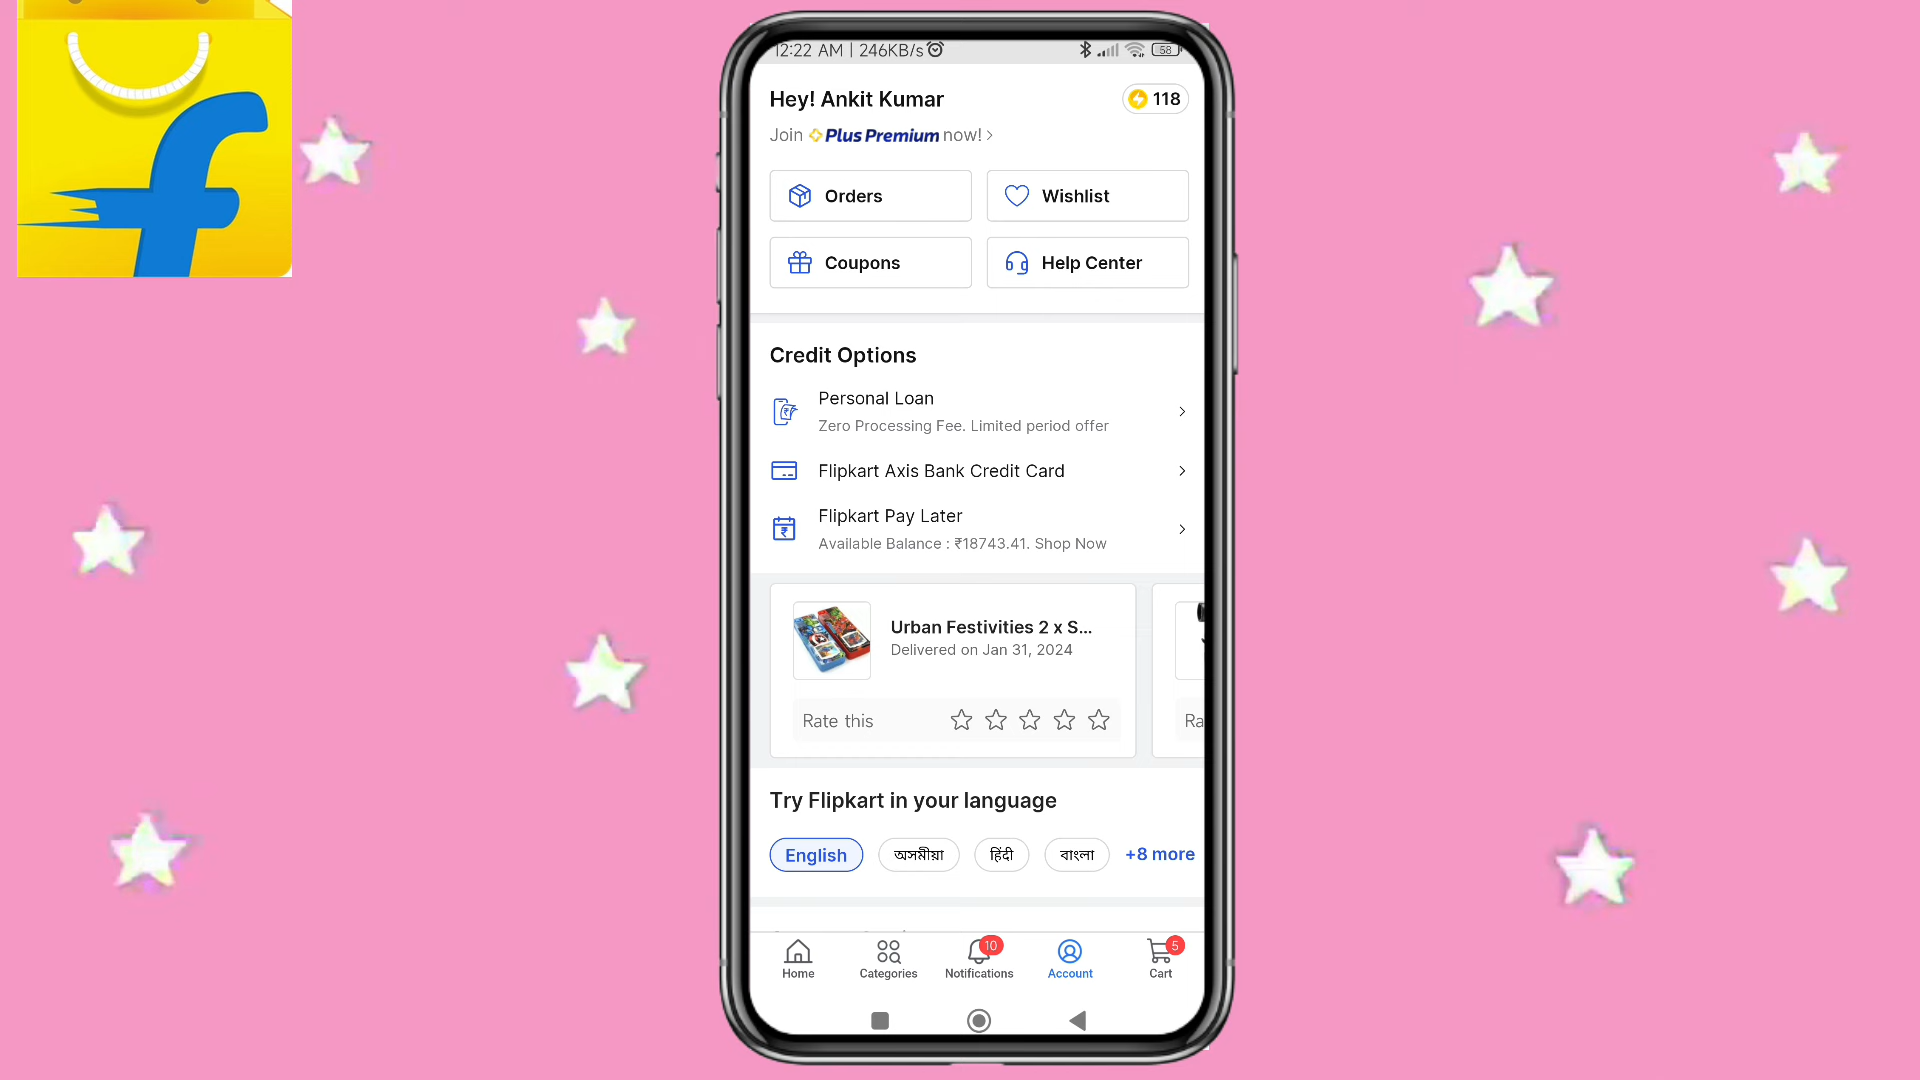 12:22 AM | 246KB/s
58
Hey! Ankit Kumar
118
Join Plus Premium now!
Orders
Wishlist
Coupons
Help Center
Credit Options
Personal Loan
Zero Processing Fee. Limited period offer
Flipkart Axis Bank Credit Card
Flipkart Pay Later
Available Balance : ₹18743.41. Shop Now
Urban Festivities 2 x S...
Delivered on Jan 31, 2024
Rate this
Ra
Try Flipkart in your language
English
অসমীয়া
हिंदी
বাংলা
+8 more
10
5
Home
Categories
Notifications
Account
Cart